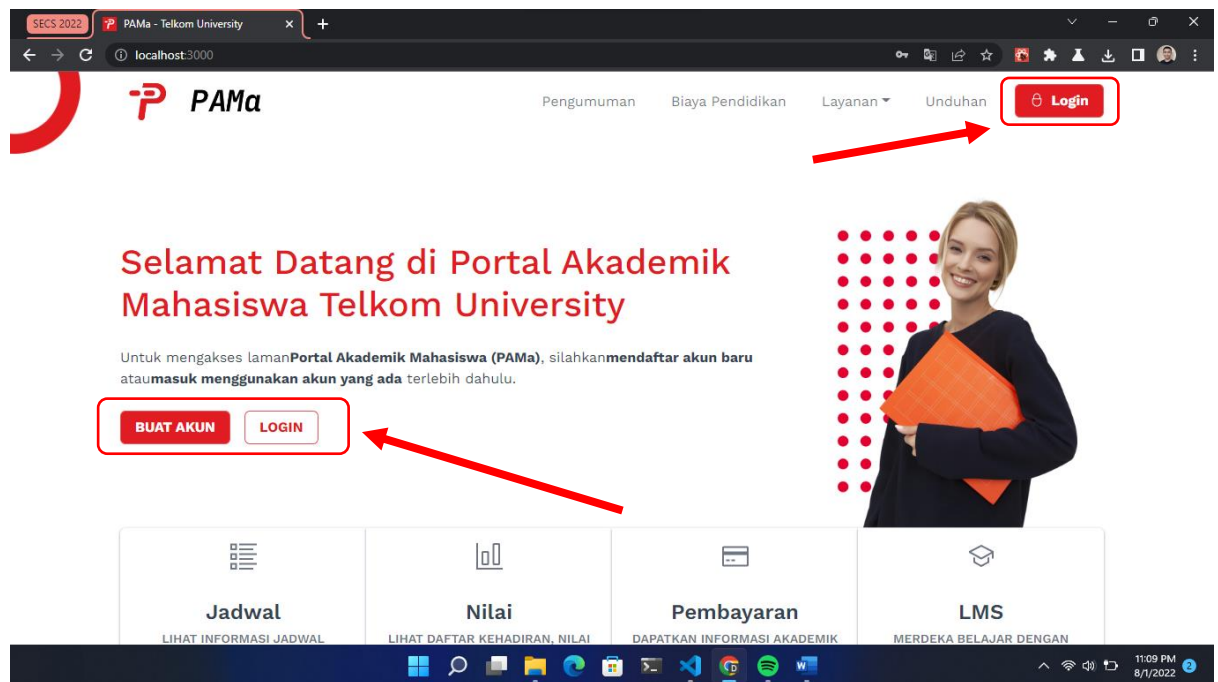 SECS 2022
PAMa - Telkom University
localhost:3000
PAMa
Pengumuman Biaya Pendidikan Layanan Unduhan Login
Selamat Datang di Portal Akademik
Mahasiswa Telkom University
Untuk mengakses lamanPortal Akademik Mahasiswa (PAMa), silahkanmendaftar akun baru
ataumasuk menggunakan akun yang ada terlebih dahulu.
BUAT AKUN LOGIN
Jadwal Nilai Pembayaran LMS
LIHAT INFORMASI JADWAL LIHAT DAFTAR KEHADIRAN, NILAI DAPATKAN INFORMASI AKADEMIK MERDEKA BELAJAR DENGAN
11:09 PM
8/1/2022
2